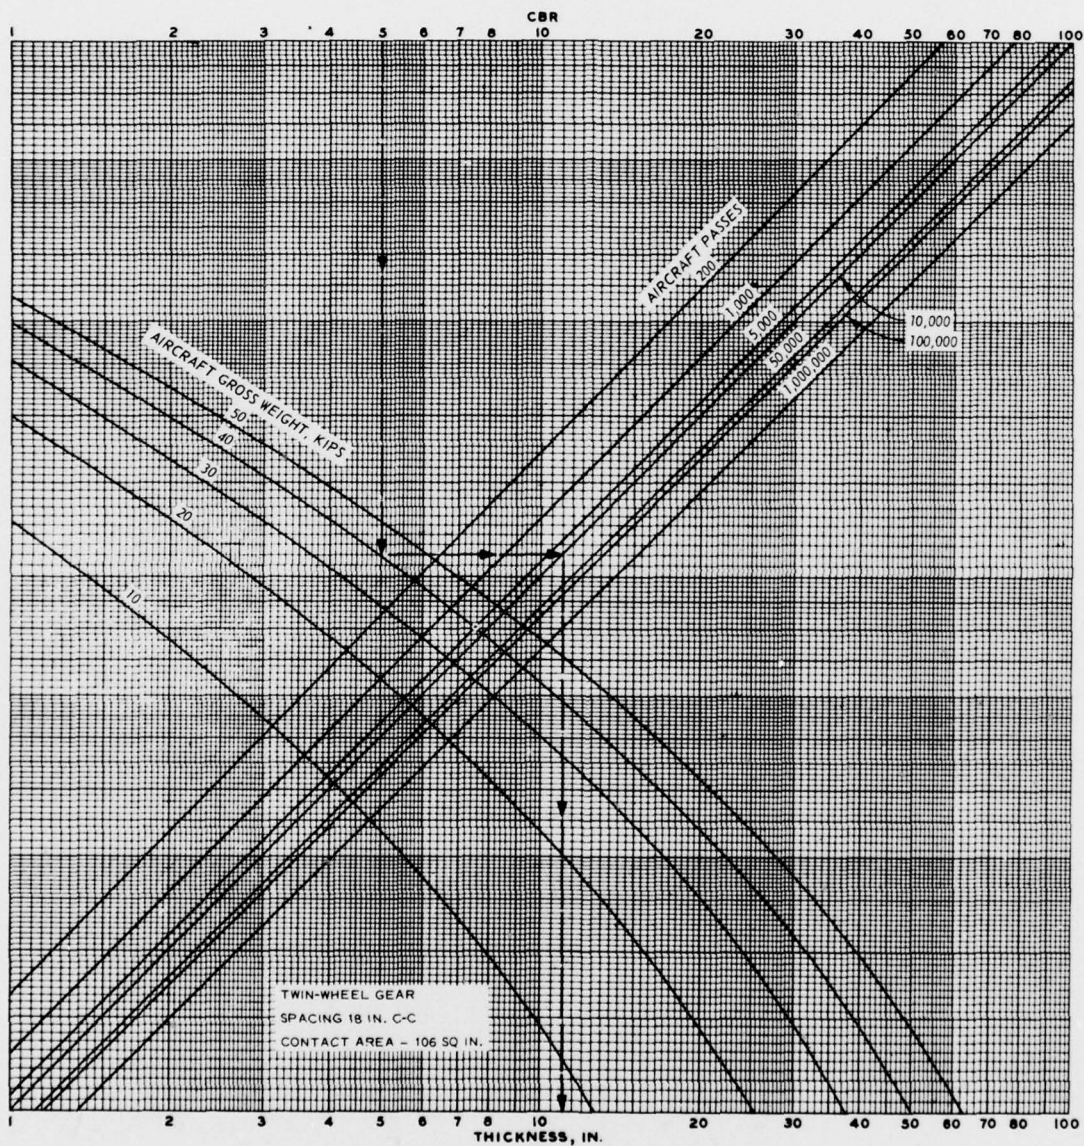 CBR
1 2 3 4 5 6 7 8 10 20 30 40 50 60 70 80 100
AIRCRAFT PASSES
200
1,000
5,000
50,000
1,000,000
10,000
100,000
AIRCRAFT GROSS WEIGHT, KIPS
50
40
30
20
10
TWIN-WHEEL GEAR
SPACING 18 IN. C-C
CONTACT AREA - 106 SQ IN.
1 2 3 4 5 6 7 8 10 20 30 40 50 60 70 80 100
THICKNESS, IN.